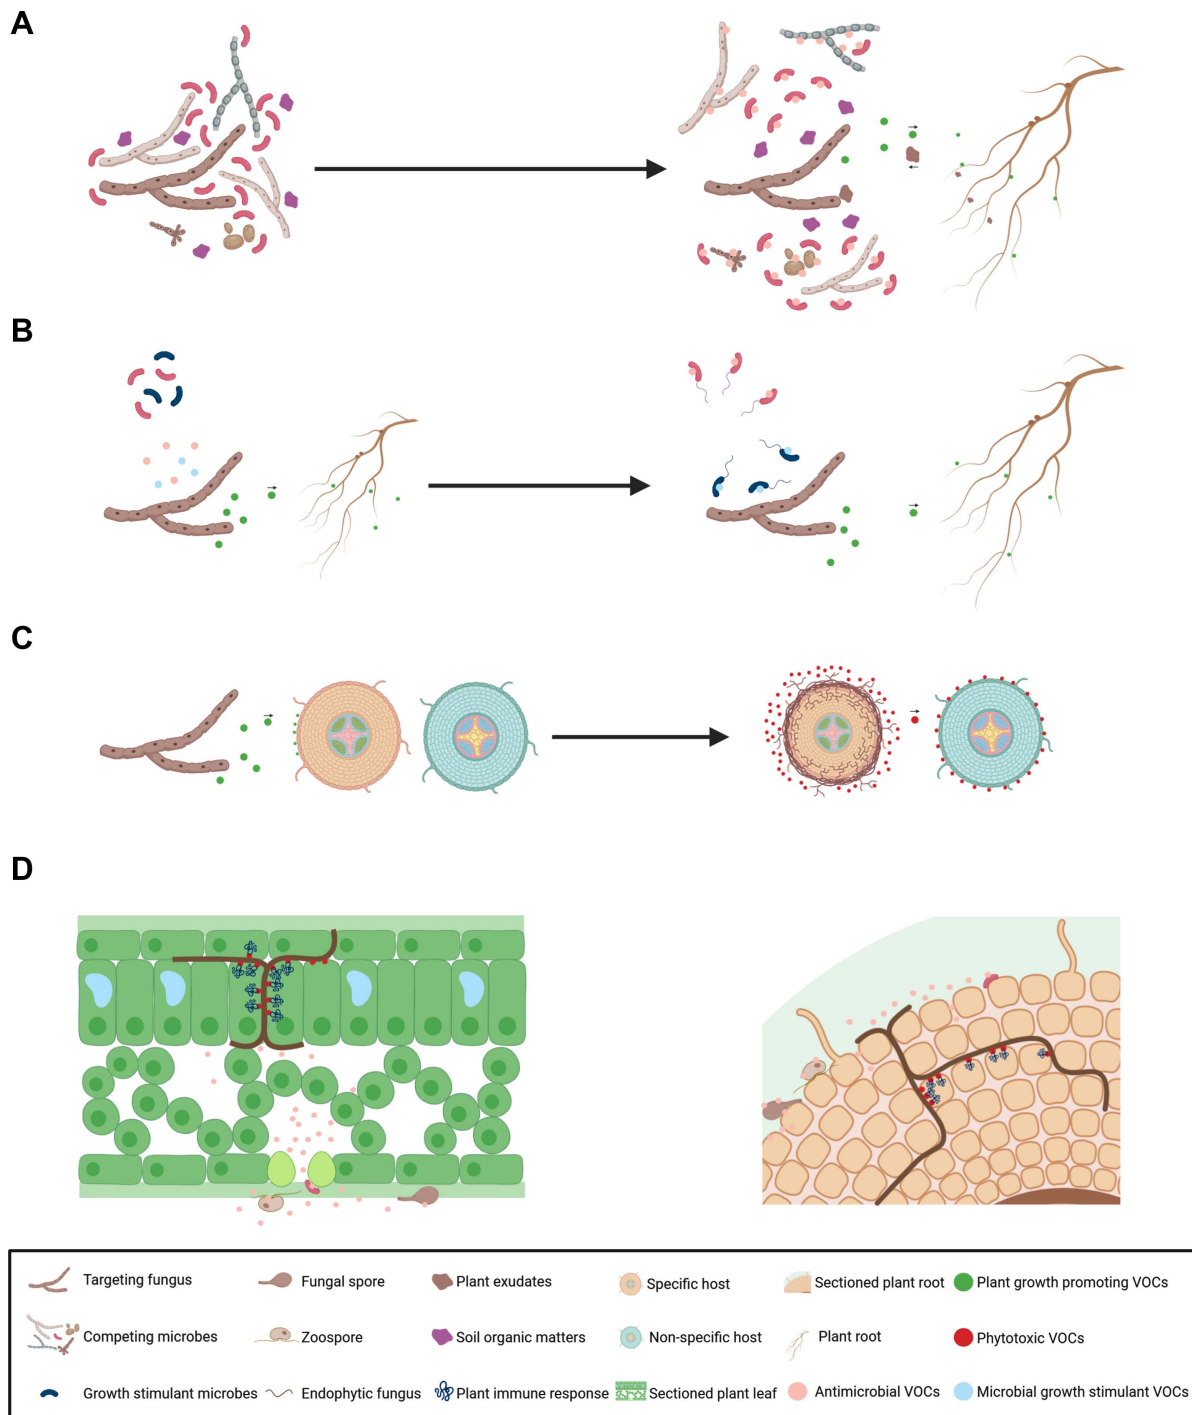 A
B
C
D
Targeting fungus
Fungal spore
Plant exudates
Specific host
Sectioned plant root
Plant growth promoting VOCs
Competing microbes
Zoospore
Soil organic matters
Non-specific host
Plant root
Phytotoxic VOCs
Growth stimulant microbes
Endophytic fungus
Plant immune response
Sectioned plant leaf
Antimicrobial VOCs
Microbial growth stimulant VOCs